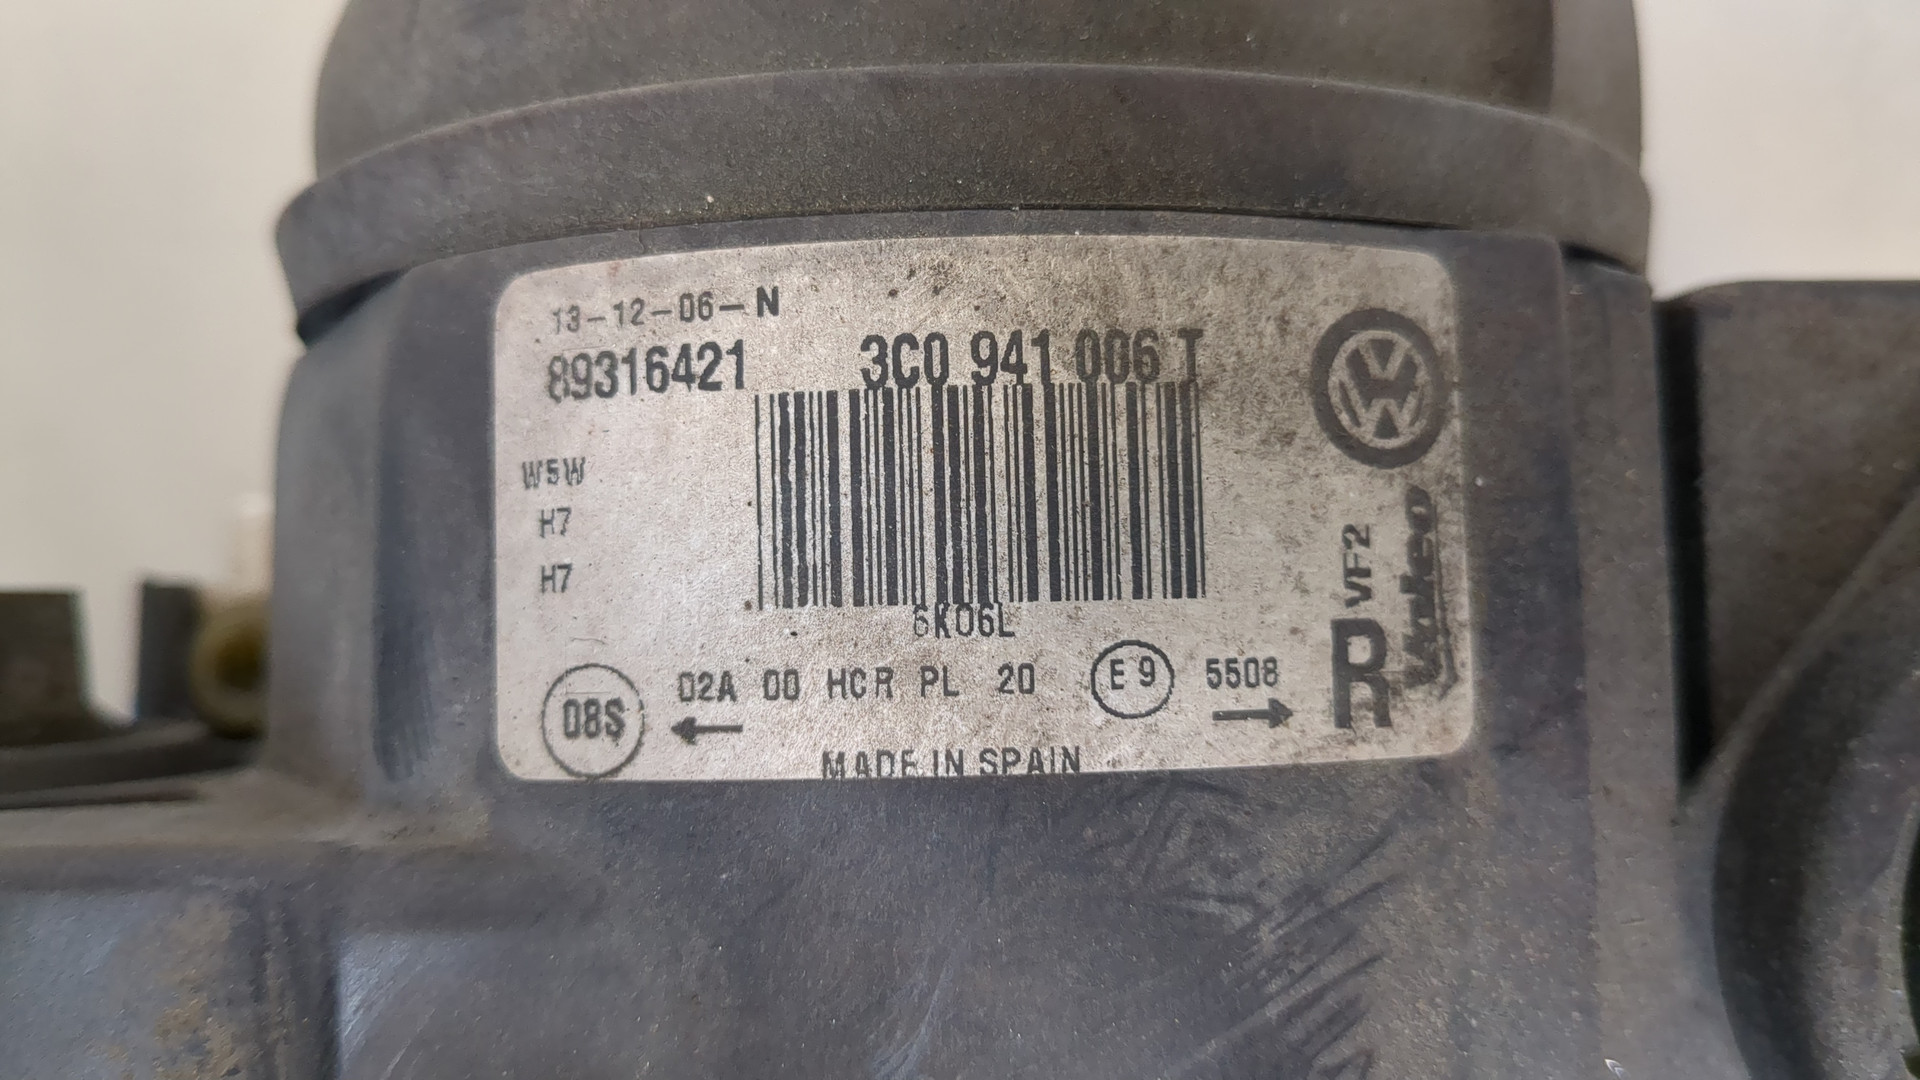 13-12-06-N
89316421
3C0 941 006 T
W5W
H7
H7
6K06L
VF2
Valeo
R
08S
02A 00 HCR PL 20 E9 5508
MADE IN SPAIN